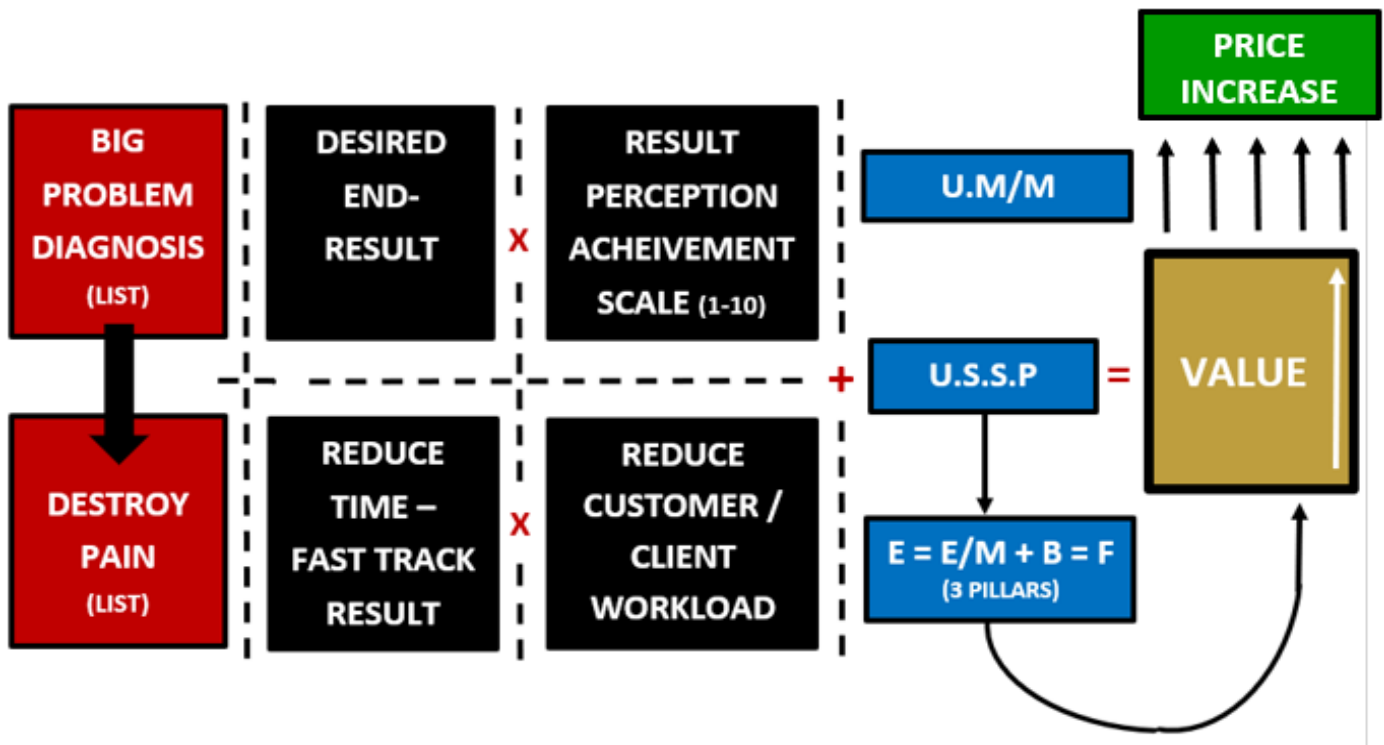 PRICE
INCREASE
BIG
PROBLEM
DIAGNOSIS
(LIST)
DESIRED
END-
RESULT
x
RESULT
PERCEPTION
ACHEIVEMENT
SCALE (1-10)
U.M/M
+
U.S.S.P
=
VALUE
DESTROY
PAIN
(LIST)
REDUCE
TIME –
FAST TRACK
RESULT
x
REDUCE
CUSTOMER /
CLIENT
WORKLOAD
E = E/M + B = F
(3 PILLARS)